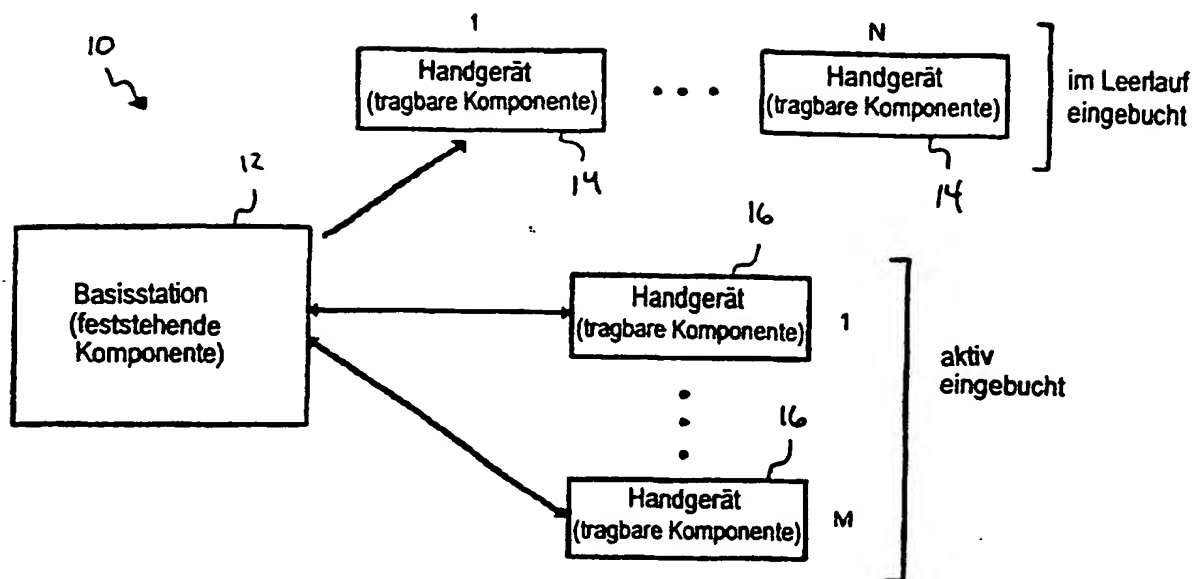 10
1
N
Handgerät
(tragbare Komponente)
• • •
Handgerät
(tragbare Komponente)
im Leerlauf
eingebucht
14
14
12
Basisstation
(feststehende
Komponente)
16
Handgerät
(tragbare Komponente)
1
aktiv
eingebucht
16
Handgerät
(tragbare Komponente)
M